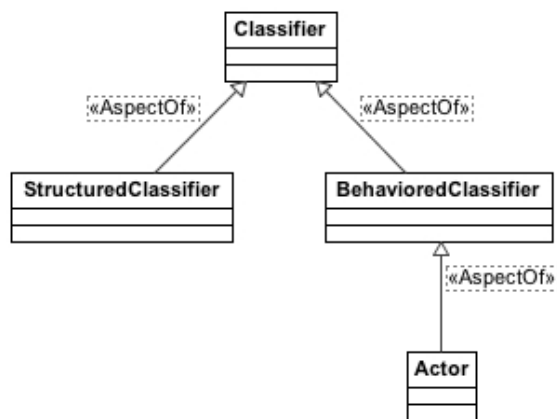 Classifier
«AspectOf»
«AspectOf»
StructuredClassifier
BehavioredClassifier
«AspectOf»
Actor